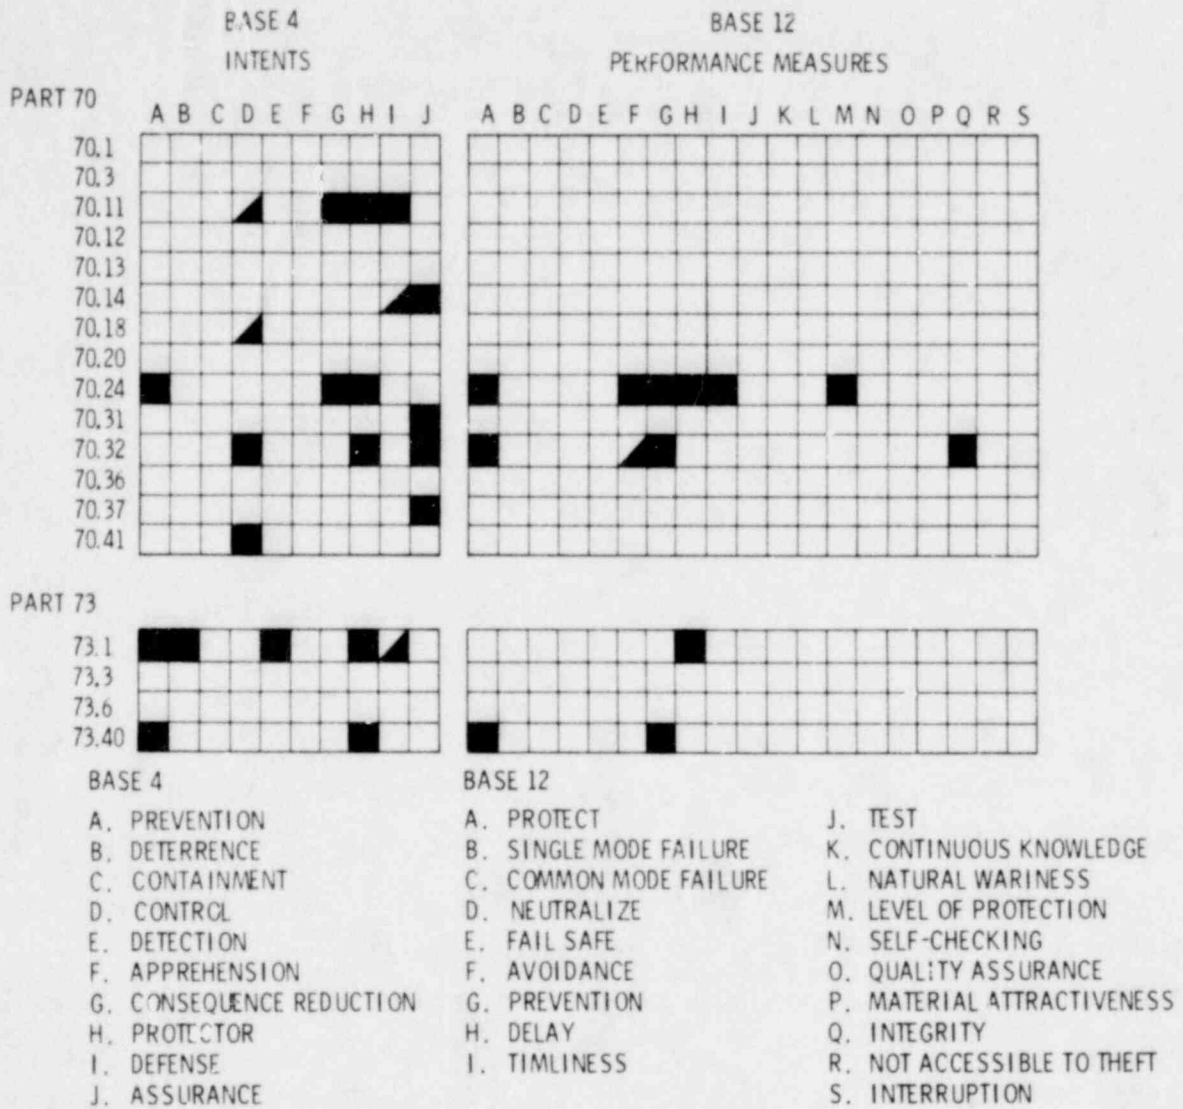 BASE 4
INTENTS
BASE 12
PERFORMANCE MEASURES
PART 70
A B C D E F G H I J
A B C D E F G H I J K L M N O P Q R S
70.1
70.3
70.11
70.12
70.13
70.14
70.18
70.20
70.24
70.31
70.32
70.36
70.37
70.41
PART 73
73.1
73.3
73.6
73.40
BASE 4
A. PREVENTION
B. DETERRENCE
C. CONTAINMENT
D. CONTROL
E. DETECTION
F. APPREHENSION
G. CONSEQUENCE REDUCTION
H. PROTECTOR
I. DEFENSE
J. ASSURANCE
BASE 12
A. PROTECT
B. SINGLE MODE FAILURE
C. COMMON MODE FAILURE
D. NEUTRALIZE
E. FAIL SAFE
F. AVOIDANCE
G. PREVENTION
H. DELAY
I. TIMLINESS
J. TEST
K. CONTINUOUS KNOWLEDGE
L. NATURAL WARINESS
M. LEVEL OF PROTECTION
N. SELF-CHECKING
O. QUALITY ASSURANCE
P. MATERIAL ATTRACTIVENESS
Q. INTEGRITY
R. NOT ACCESSIBLE TO THEFT
S. INTERRUPTION